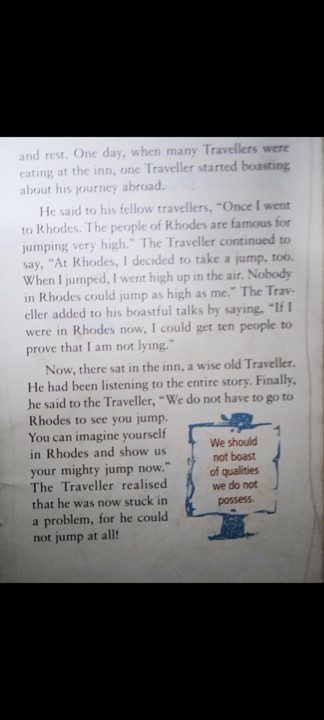 and rest. One day, when many Travellers were
eating at the inn, one Traveller started boasting
about his journey abroad.
He said to his fellow travellers, “Once I went
to Rhodes. The people of Rhodes are famous for
jumping very high.” The Traveller continued to
say, “At Rhodes, I decided to take a jump, too.
When I jumped, I went high up in the air. Nobody
in Rhodes could jump as high as me.” The Trav-
eller added to his boastful talks by saying, “If I
were in Rhodes now, I could get ten people to
prove that I am not lying.”
Now, there sat in the inn, a wise old Traveller.
He had been listening to the entire story. Finally,
he said to the Traveller, “We do not have to go to
Rhodes to see you jump.
You can imagine yourself
in Rhodes and show us
your mighty jump now.”
The Traveller realised
that he was now stuck in
a problem, for he could
not jump at all!
We should
not boast
of qualities
we do not
possess.